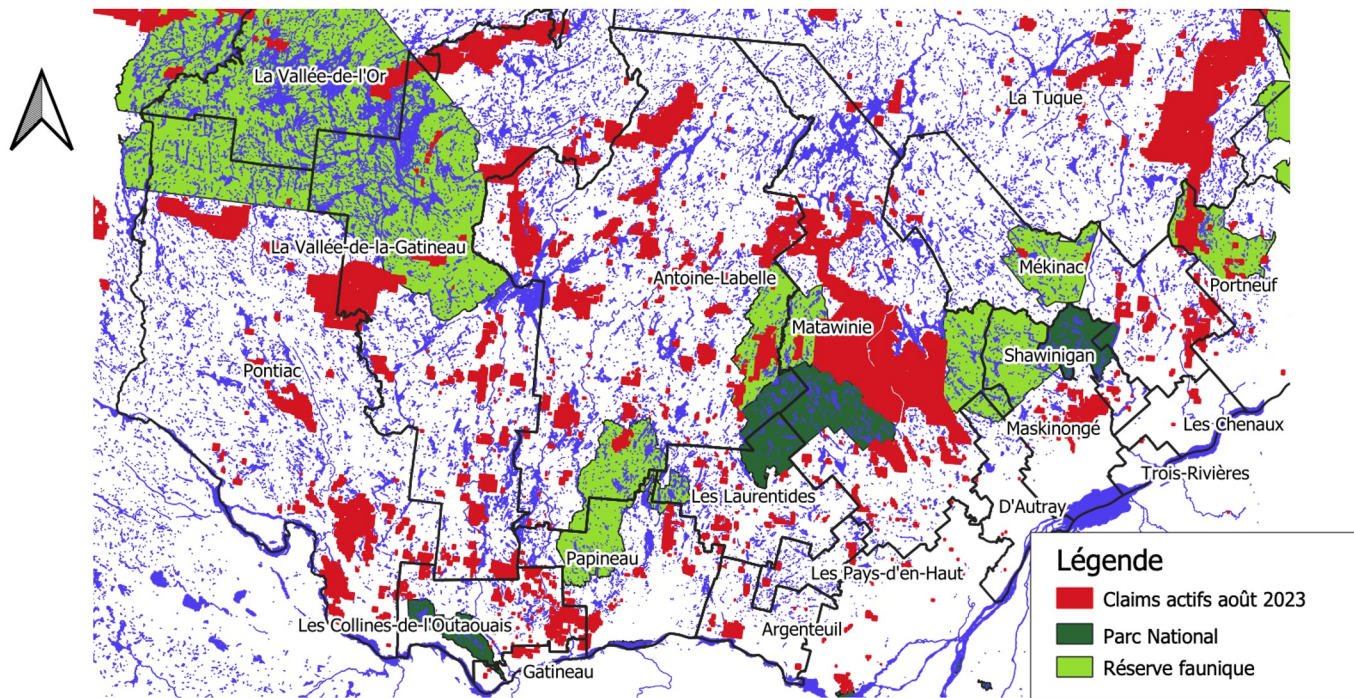 La Vallée-de-l'Or
La Tuque
La Vallée-de-la-Gatineau
Antoine-Labelle
Mékinac
Portneuf
Matawinie
Shawinigan
Pontiac
Maskinongé
Les Chenaux
Trois-Rivières
Les Laurentides
D'Autray
Papineau
Les Pays-d'en-Haut
Les Collines-de-l'Outaouais
Argenteuil
Gatineau
Légende
Claims actifs août 2023
Parc National
Réserve faunique